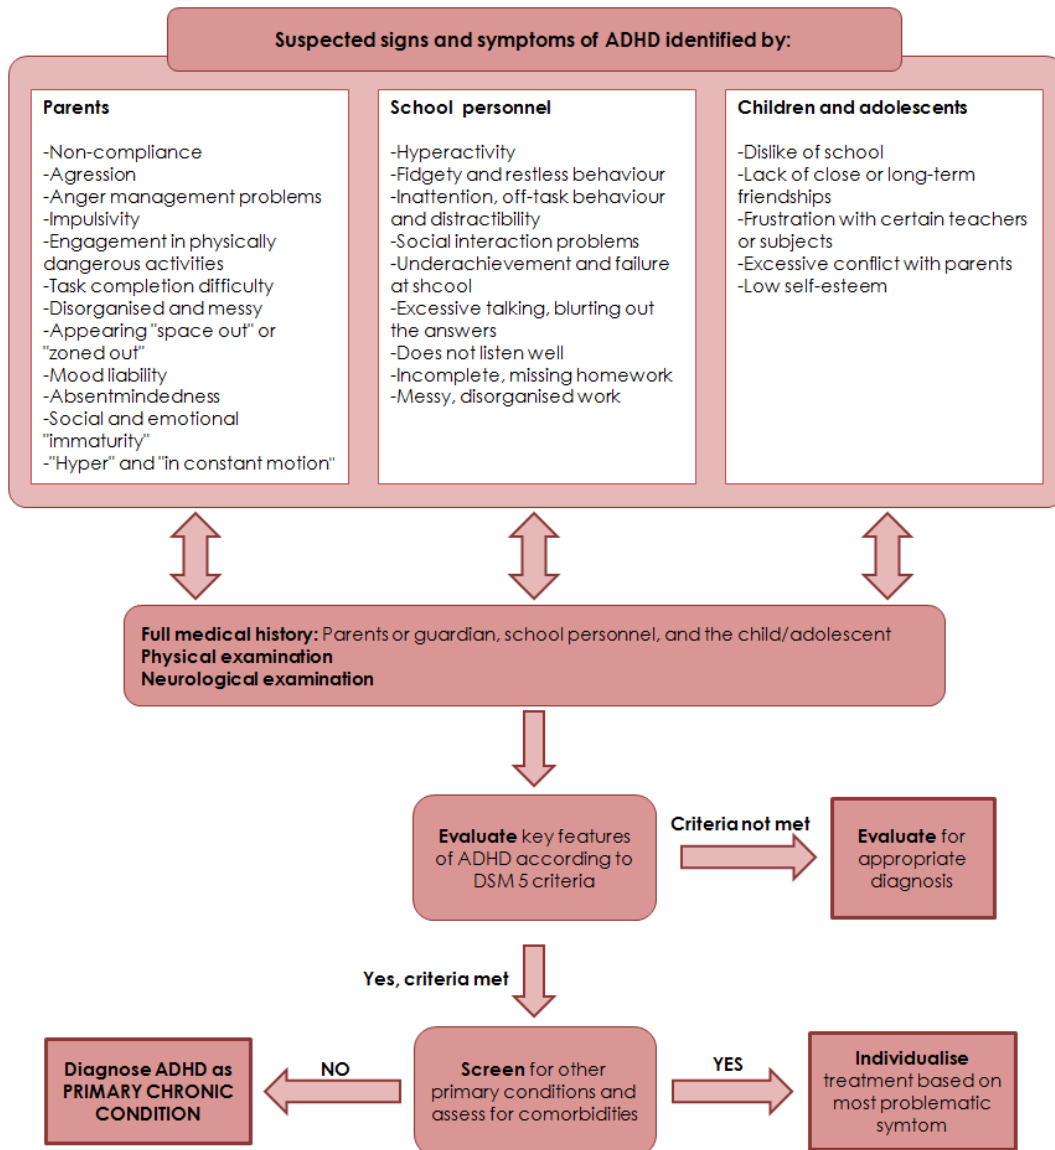 Suspected signs and symptoms of ADHD identified by:
Parents
-Non-compliance
-Agression
-Anger management problems
-Impulsivity
-Engagement in physically
dangerous activities
-Task completion difficulty
-Disorganised and messy
-Appearing "space out" or
"zoned out"
-Mood liability
-Absentmindedness
-Social and emotional
"immaturity"
-"Hyper" and "in constant motion"
School personnel
-Hyperactivity
-Fidgety and restless behaviour
-Inattention, off-task behaviour
and distractibility
-Social interaction problems
-Underachievement and failure
at shcool
-Excessive talking, blurting out
the answers
-Does not listen well
-Incomplete, missing homework
-Messy, disorganised work
Children and adolescents
-Dislike of school
-Lack of close or long-term
friendships
-Frustration with certain teachers
or subjects
-Excessive conflict with parents
-Low self-esteem
Full medical history: Parents or guardian, school personnel, and the child/adolescent
Physical examination
Neurological examination
Evaluate key features
of ADHD according to
DSM 5 criteria
Criteria not met
Evaluate for
appropriate
diagnosis
Yes, criteria met
Diagnose ADHD as
PRIMARY CHRONIC
CONDITION
NO
Screen for other
primary conditions and
assess for comorbidities
YES
Individualise
treatment based on
most problematic
symtom